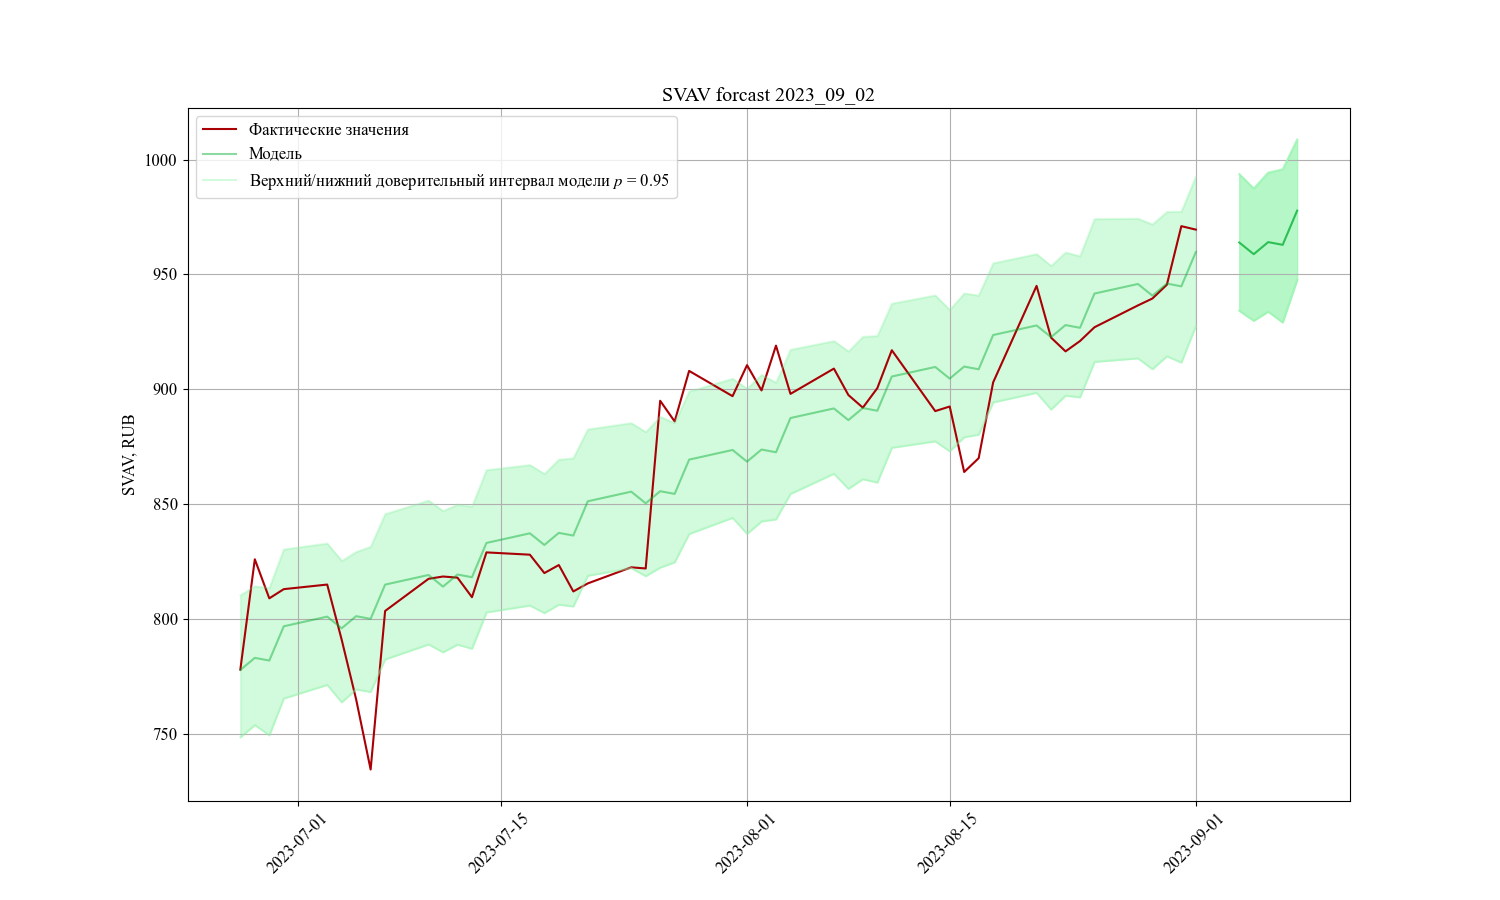 SVAV forcast 2023_09_02
Фактические значения
Модель
Верхний/нижний доверительный интервал модели p = 0.95
1000
950
900
850
800
750
SVAV, RUB
2023-07-01
2023-07-15
2023-08-01
2023-08-15
2023-09-01